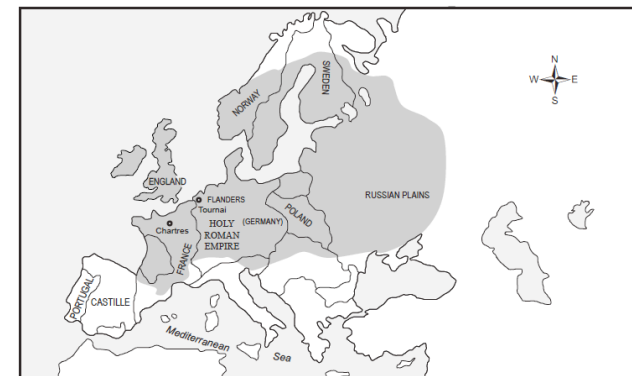 N
W E
S
SWEDEN
NORWAY
ENGLAND
FLANDERS
Tournai
RUSSIAN PLAINS
POLAND
(GERMANY)
HOLY
ROMAN
EMPIRE
Chartres
FRANCE
PORTUGAL
CASTILLE
Mediterranean
Sea